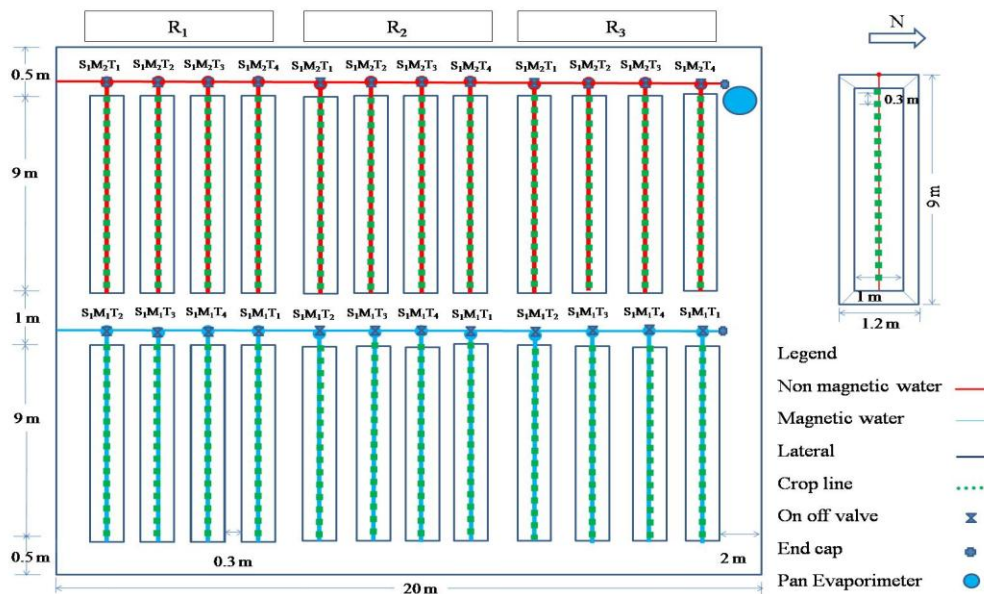 R₁ R₂ R₃
N
S₁M₂T₁ S₁M₂T₂ S₁M₂T₃ S₁M₂T₄ S₁M₂T₁ S₁M₂T₂ S₁M₂T₃ S₁M₂T₄ S₁M₂T₁ S₁M₂T₂ S₁M₂T₃ S₁M₂T₄
0.5 m
9 m
1 m
S₁M₁T₂ S₁M₁T₃ S₁M₁T₄ S₁M₁T₁ S₁M₁T₂ S₁M₁T₃ S₁M₁T₄ S₁M₁T₁ S₁M₁T₂ S₁M₁T₃ S₁M₁T₄ S₁M₁T₁
9 m
0.5 m
0.3 m
2 m
20 m
0.3 m
9 m
1 m
1.2 m
Legend
Non magnetic water
Magnetic water
Lateral
Crop line
On off valve
End cap
Pan Evaporimeter